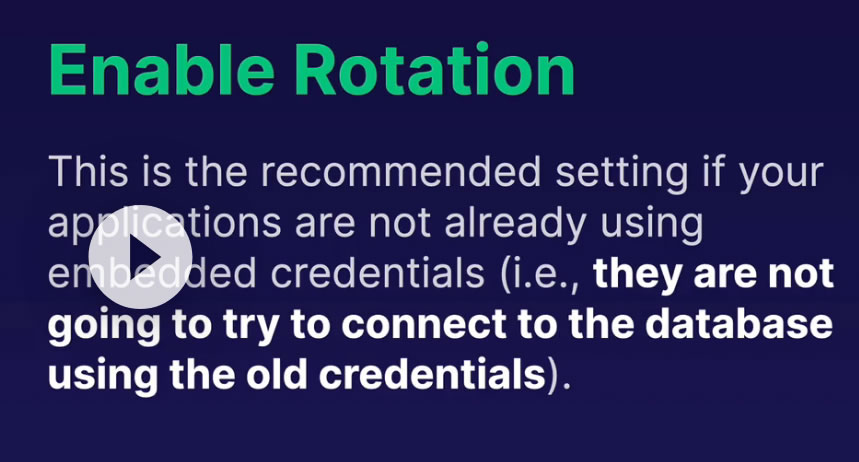 Enable Rotation
This is the recommended setting if your
applications are not already using
embedded credentials (i.e., they are not
going to try to connect to the database
using the old credentials).